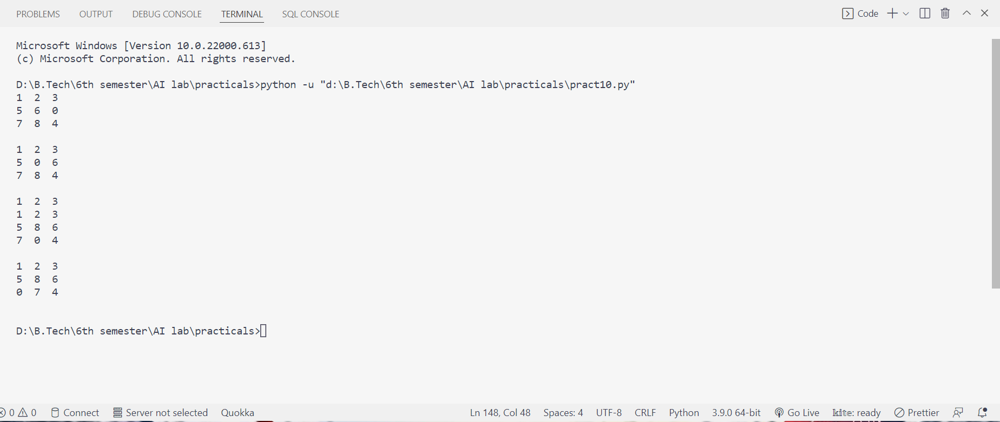 PROBLEMS OUTPUT DEBUG CONSOLE TERMINAL SQL CONSOLE Code
Microsoft Windows [Version 10.0.22000.613]
(c) Microsoft Corporation. All rights reserved.
D:\B.Tech\6th semester\AI lab\practicals>python -u "d:\B.Tech\6th semester\AI lab\practicals\pract10.py"
1 2 3
5 6 0
7 8 4
1 2 3
5 0 6
7 8 4
1 2 3
1 2 3
5 8 6
7 0 4
1 2 3
5 8 6
0 7 4
D:\B.Tech\6th semester\AI lab\practicals>
0 0 Connect Server not selected Quokka Ln 148, Col 48 Spaces: 4 UTF-8 CRLF Python 3.9.0 64-bit Go Live kite: ready Prettier